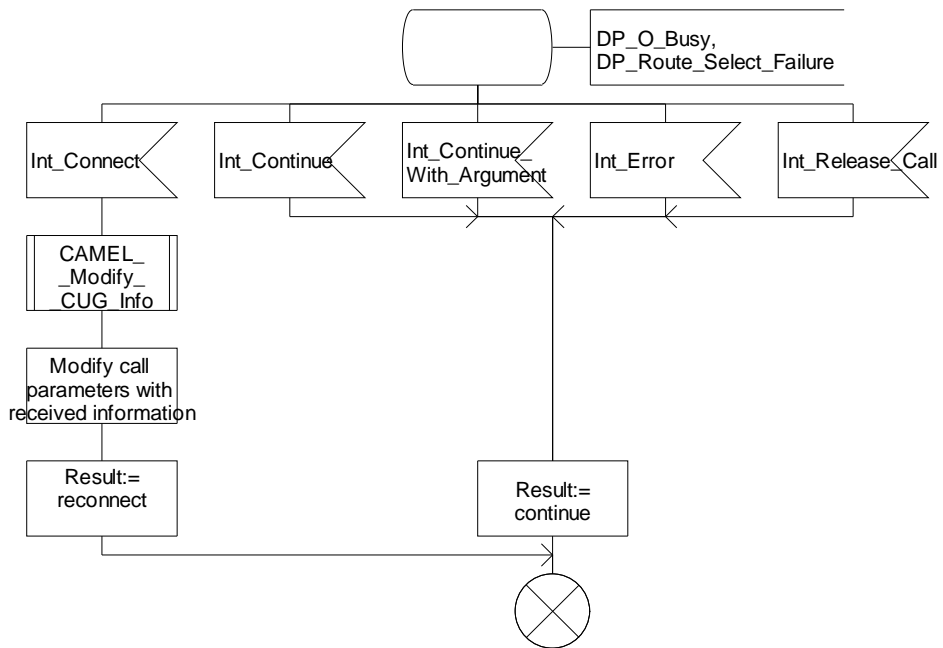 DP_O_Busy,
DP_Route_Select_Failure
Int_Connect
Int_Continue
Int_Continue_
With_Argument
Int_Error
Int_Release_Call
CAMEL_
_Modify_
_CUG_Info
Modify call
parameters with
received information
Result:=
reconnect
Result:=
continue